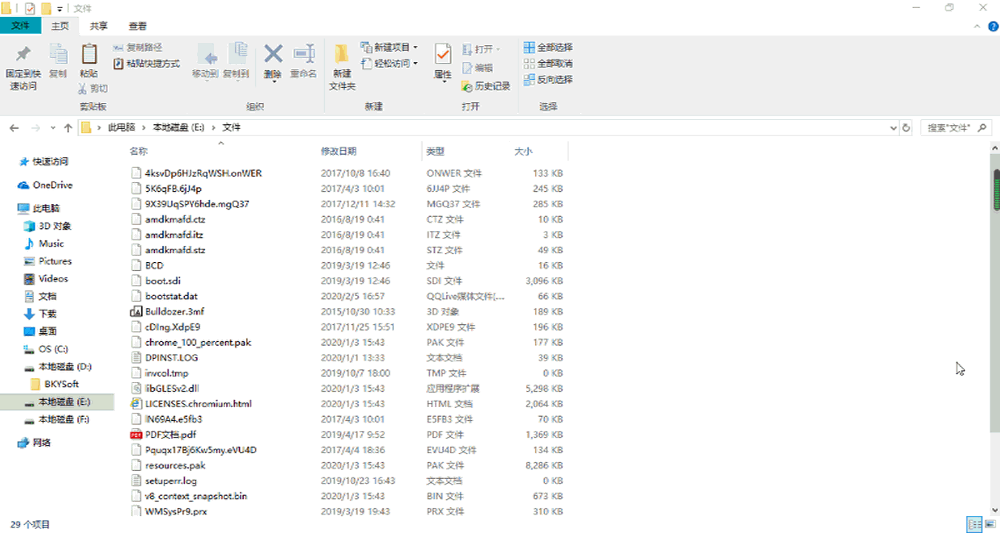 文件
文件 主页 共享 查看
固定到快速访问
复制
粘贴
复制路径
粘贴快捷方式
剪切
剪贴板
移动到
复制到
删除
重命名
组织
新建
文件夹
新建项目
轻松访问
新建
属性
打开
编辑
历史记录
打开
全部选择
全部取消
反向选择
选择
此电脑 › 本地磁盘 (E:) › 文件
搜索"文件"
快速访问
OneDrive
此电脑
3D 对象
Music
Pictures
Videos
文档
下载
桌面
OS (C:)
本地磁盘 (D:)
BKYSoft
本地磁盘 (E:)
本地磁盘 (F:)
网络
名称 修改日期 类型 大小
4ksvDp6HJzRqWSH.onWER 2017/10/8 16:40 ONWER 文件 133 KB
5K6qFB.6jJ4p 2017/4/3 10:01 6JJ4P 文件 245 KB
9X39UqSPY6hde.mgQ37 2017/12/11 14:32 MGQ37 文件 285 KB
amdkmafd.ctz 2016/8/19 0:41 CTZ 文件 10 KB
amdkmafd.itz 2016/8/19 0:41 ITZ 文件 3 KB
amdkmafd.stz 2016/8/19 0:41 STZ 文件 49 KB
BCD 2019/3/19 12:46 文件 16 KB
boot.sdi 2019/3/19 12:46 SDI 文件 3,096 KB
bootstat.dat 2020/2/5 16:57 QQLive媒体文件(.... 66 KB
Bulldozer.3mf 2015/10/30 10:33 3D 对象 189 KB
cDIng.XdpE9 2017/11/25 15:51 XDPE9 文件 196 KB
chrome_100_percent.pak 2020/1/3 15:43 PAK 文件 177 KB
DPINST.LOG 2020/1/1 13:33 文本文档 39 KB
invcol.tmp 2019/10/7 18:00 TMP 文件 0 KB
libGLESv2.dll 2020/1/3 15:43 应用程序扩展 5,298 KB
LICENSES.chromium.html 2020/1/3 15:43 HTML 文档 2,064 KB
lN69A4.e5fb3 2017/4/3 10:01 E5FB3 文件 70 KB
PDF文档.pdf 2019/4/17 9:52 PDF 文件 1,369 KB
Pquqx17Bj6Kw5my.eVU4D 2017/4/4 18:36 EVU4D 文件 134 KB
resources.pak 2020/1/3 15:43 PAK 文件 8,286 KB
setuperr.log 2019/10/23 16:43 文本文档 0 KB
v8_context_snapshot.bin 2020/1/3 15:43 BIN 文件 673 KB
WMSysPr9.prx 2019/3/19 19:43 PRX 文件 310 KB
29 个项目